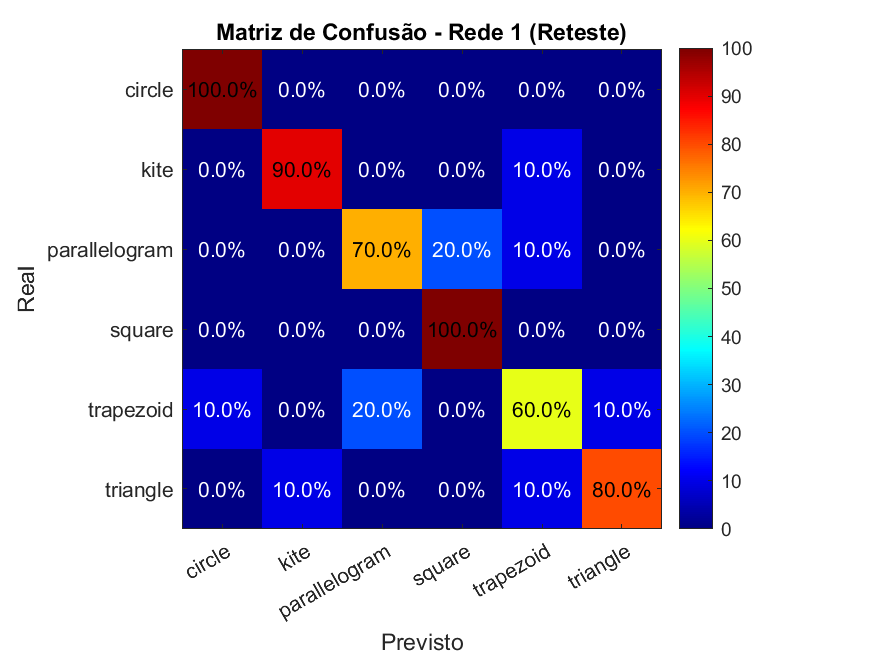 Matriz de Confusão - Rede 1 (Reteste)
circle 100.0% 0.0% 0.0% 0.0% 0.0% 0.0%
kite 0.0% 90.0% 0.0% 0.0% 10.0% 0.0%
parallelogram 0.0% 0.0% 70.0% 20.0% 10.0% 0.0%
square 0.0% 0.0% 0.0% 100.0% 0.0% 0.0%
trapezoid 10.0% 0.0% 20.0% 0.0% 60.0% 10.0%
triangle 0.0% 10.0% 0.0% 0.0% 10.0% 80.0%
circle kite parallelogram square trapezoid triangle
Previsto
Real
100
90
80
70
60
50
40
30
20
10
0